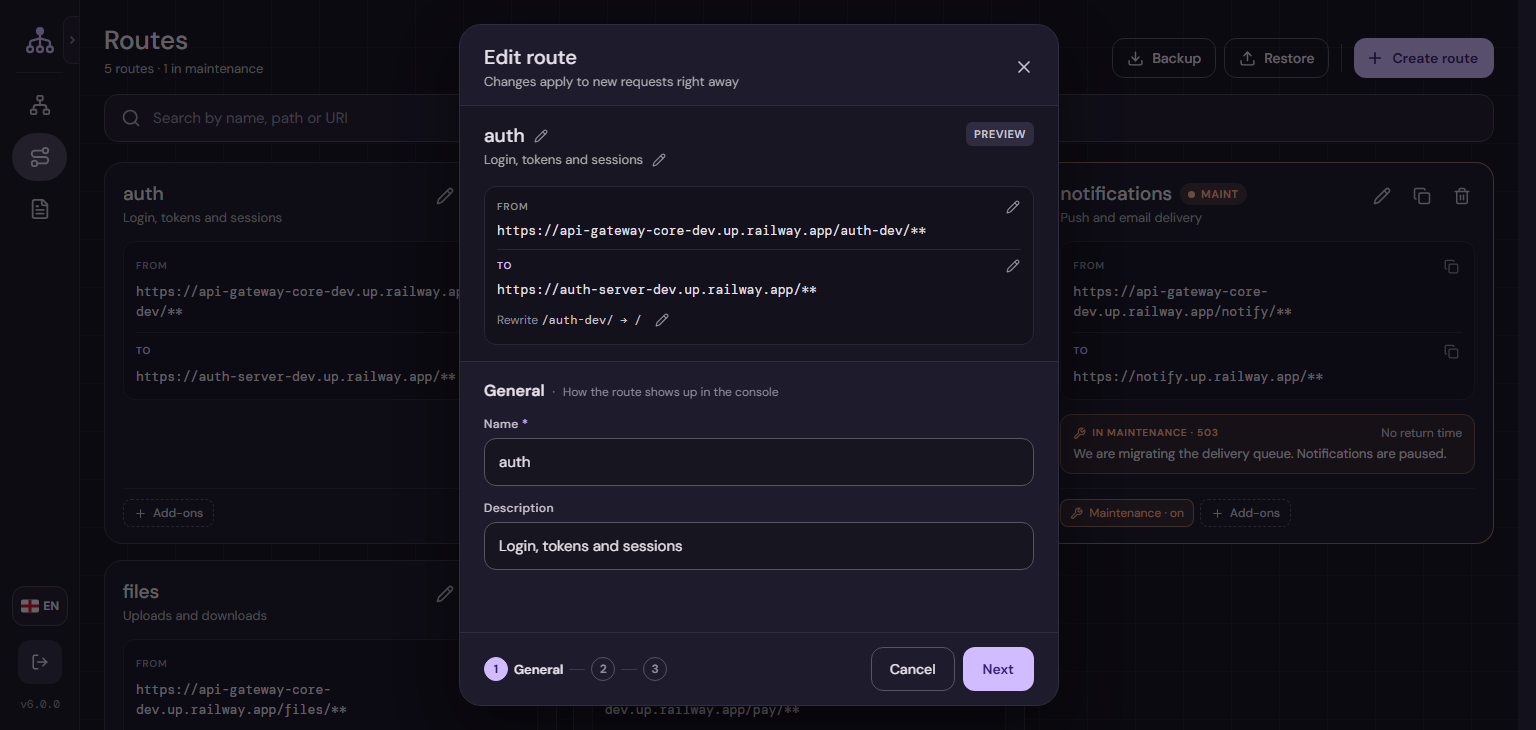 Routes
5 routes · 1 in maintenance
Backup
Restore
+ Create route
Search by name, path or URI
auth
Login, tokens and sessions
FROM
https://api-gateway-core-dev.up.railway.ap
dev/**
TO
https://auth-server-dev.up.railway.app/**
+ Add-ons
files
Uploads and downloads
FROM
https://api-gateway-core-
dev.up.railway.app/files/**
EN
v6.0.0
Edit route
Changes apply to new requests right away
auth
PREVIEW
Login, tokens and sessions
FROM
https://api-gateway-core-dev.up.railway.app/auth-dev/**
TO
https://auth-server-dev.up.railway.app/**
Rewrite /auth-dev/ → /
General · How the route shows up in the console
Name *
auth
Description
Login, tokens and sessions
1 General 2 3
Cancel
Next
dev.up.railway.app/pay/**
notifications
MAINT
Push and email delivery
FROM
https://api-gateway-core-
dev.up.railway.app/notify/**
TO
https://notify.up.railway.app/**
IN MAINTENANCE · 503
No return time
We are migrating the delivery queue. Notifications are paused.
Maintenance · on
+ Add-ons